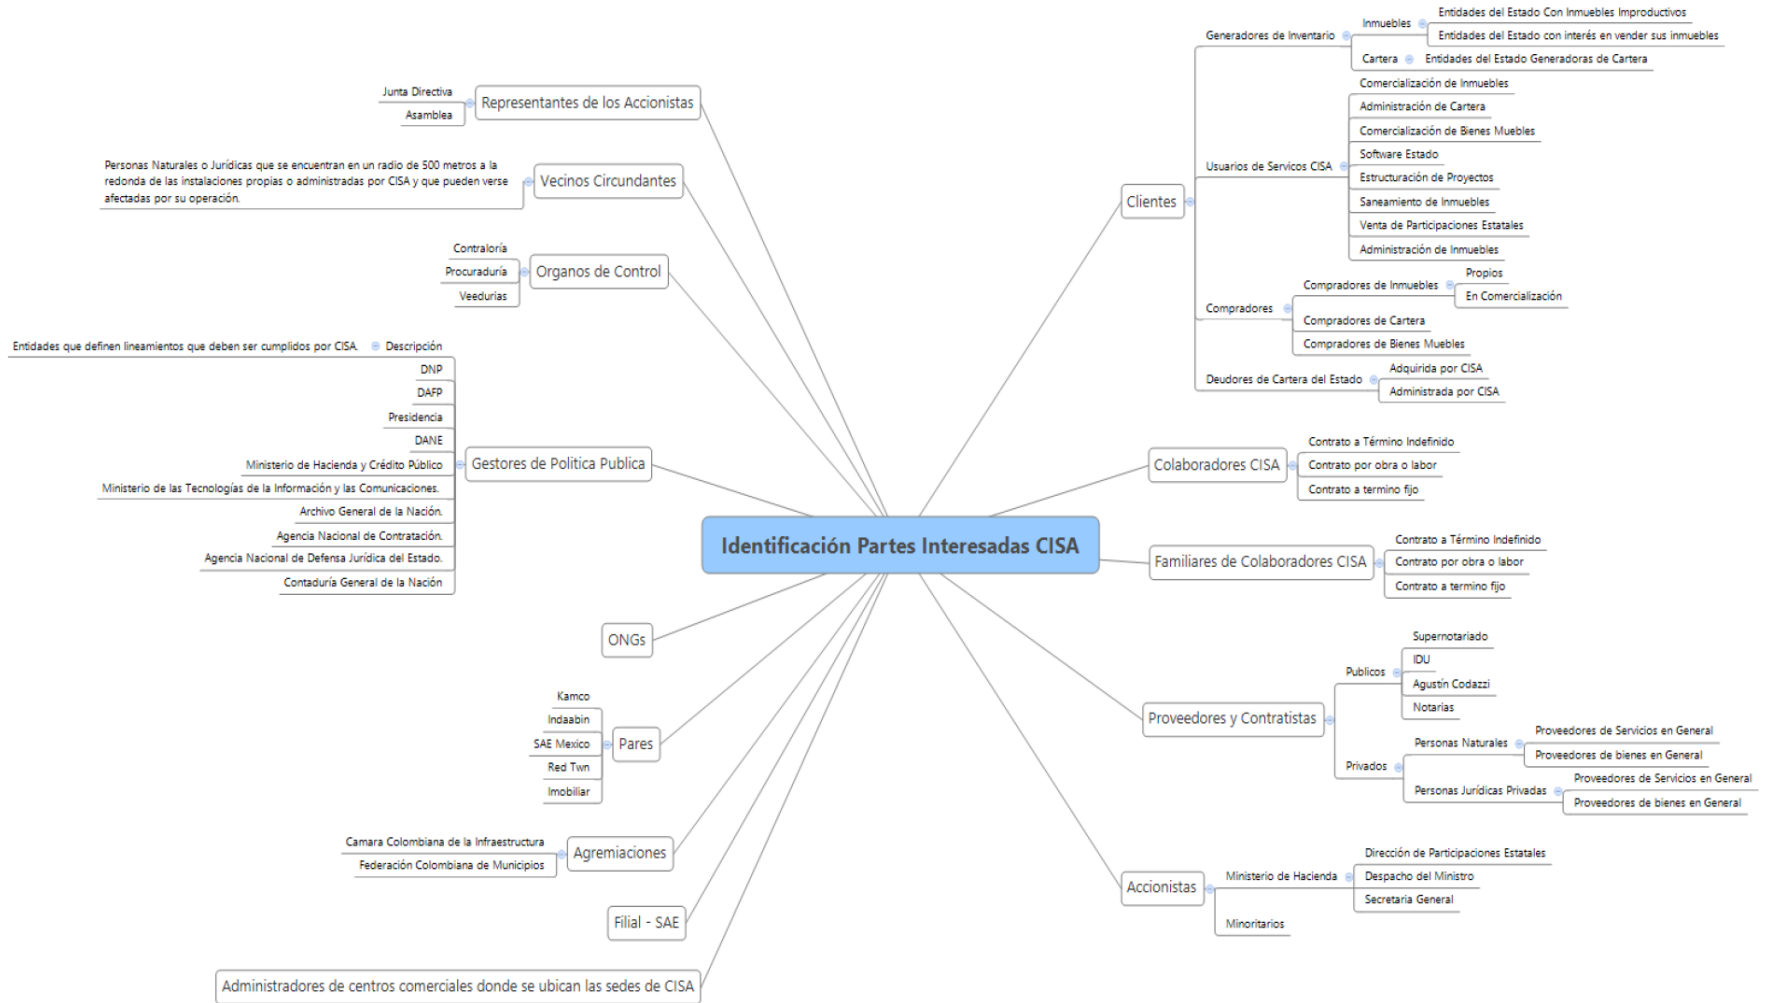 Identificación Partes Interesadas CISA
Representantes de los Accionistas
Junta Directiva
Asamblea
Vecinos Circundantes
Personas Naturales o Jurídicas que se encuentran en un radio de 500 metros a la
redonda de las instalaciones propias o administradas por CISA y que pueden verse
afectadas por su operación.
Organos de Control
Contraloría
Procuraduría
Veedurias
Gestores de Politica Publica
Descripción
Entidades que definen lineamientos que deben ser cumplidos por CISA.
DNP
DAFP
Presidencia
DANE
Ministerio de Hacienda y Crédito Público
Ministerio de las Tecnologías de la Información y las Comunicaciones.
Archivo General de la Nación.
Agencia Nacional de Contratación.
Agencia Nacional de Defensa Jurídica del Estado.
Contaduría General de la Nación
ONGs
Pares
Kamco
Indaabin
SAE Mexico
Red Twn
Imobiliar
Agremiaciones
Camara Colombiana de la Infraestructura
Federación Colombiana de Municipios
Filial - SAE
Administradores de centros comerciales donde se ubican las sedes de CISA
Clientes
Generadores de Inventario
Inmuebles
Entidades del Estado Con Inmuebles Improductivos
Entidades del Estado con interés en vender sus inmuebles
Cartera
Entidades del Estado Generadoras de Cartera
Usuarios de Servicos CISA
Comercialización de Inmuebles
Administración de Cartera
Comercialización de Bienes Muebles
Software Estado
Estructuración de Proyectos
Saneamiento de Inmuebles
Venta de Participaciones Estatales
Administración de Inmuebles
Compradores
Compradores de Inmuebles
Propios
En Comercialización
Compradores de Cartera
Compradores de Bienes Muebles
Deudores de Cartera del Estado
Adquirida por CISA
Administrada por CISA
Colaboradores CISA
Contrato a Término Indefinido
Contrato por obra o labor
Contrato a termino fijo
Familiares de Colaboradores CISA
Contrato a Término Indefinido
Contrato por obra o labor
Contrato a termino fijo
Proveedores y Contratistas
Publicos
Supernotariado
IDU
Agustín Codazzi
Notarias
Privados
Personas Naturales
Proveedores de Servicios en General
Proveedores de bienes en General
Personas Jurídicas Privadas
Proveedores de Servicios en General
Proveedores de bienes en General
Accionistas
Ministerio de Hacienda
Dirección de Participaciones Estatales
Despacho del Ministro
Secretaria General
Minoritarios